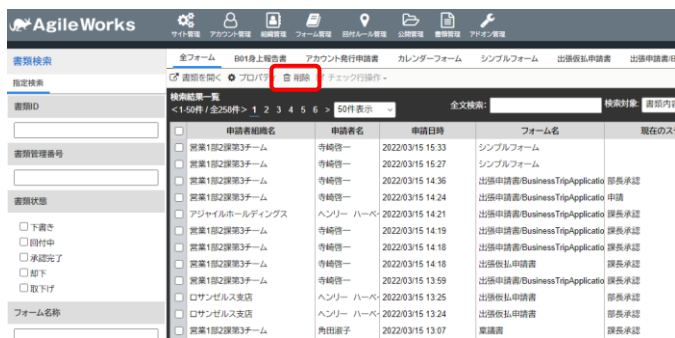 AgileWorks
サイト管理 アカウント管理 組織管理 フォーム管理 回付ルール管理 公開管理 書類管理 アドオン管理
書類検索
全フォーム B01身上報告書 アカウント発行申請書 カレンダーフォーム シンプルフォーム 出張仮払申請書 出張申請書/B
指定検索
書類を開く プロパティ 削除 チェック行操作
書類ID
書類管理番号
書類状態
下書き
回付中
承認完了
却下
取下げ
フォーム名称
検索結果一覧
<1-50件 / 全258件> 1 2 3 4 5 6 > 50件表示 全文検索: 検索対象: 書類内容
申請者組織名 申請者名 申請日時 フォーム名 現在のス
営業1部2課第3チーム 寺崎啓一 2022/03/15 15:33 シンプルフォーム
営業1部2課第3チーム 寺崎啓一 2022/03/15 15:27 シンプルフォーム
営業1部2課第3チーム 寺崎啓一 2022/03/15 14:36 出張申請書/BusinessTripApplicatio 部長承認
営業1部2課第3チーム 寺崎啓一 2022/03/15 14:24 出張申請書/BusinessTripApplicatio 申請
アジャイルホールディングス ヘンリー ハーベ 2022/03/15 14:21 出張申請書/BusinessTripApplicatio 課長承認
営業1部2課第3チーム 寺崎啓一 2022/03/15 14:19 出張申請書/BusinessTripApplicatio 課長承認
営業1部2課第3チーム 寺崎啓一 2022/03/15 14:18 出張申請書/BusinessTripApplicatio 課長承認
営業1部2課第3チーム 寺崎啓一 2022/03/15 14:18 出張仮払申請書 課長承認
営業1部2課第3チーム 寺崎啓一 2022/03/15 13:59 出張申請書/BusinessTripApplicatio 課長承認
ロサンゼルス支店 ヘンリー ハーベ 2022/03/15 13:25 出張仮払申請書 部長承認
ロサンゼルス支店 ヘンリー ハーベ 2022/03/15 13:24 出張仮払申請書 部長承認
営業1部2課第3チーム 角田淑子 2022/03/15 13:07 稟議書 課長承認